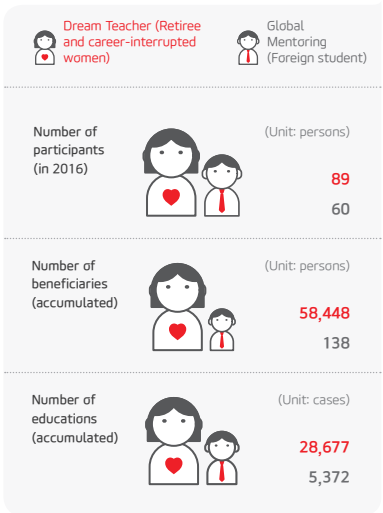 Dream Teacher (Retiree
and career-interrupted
women)
Global
Mentoring
(Foreign student)
Number of
participants
(in 2016)
(Unit: persons)
89
60
Number of
beneficiaries
(accumulated)
(Unit: persons)
58,448
138
Number of
educations
(accumulated)
(Unit: cases)
28,677
5,372